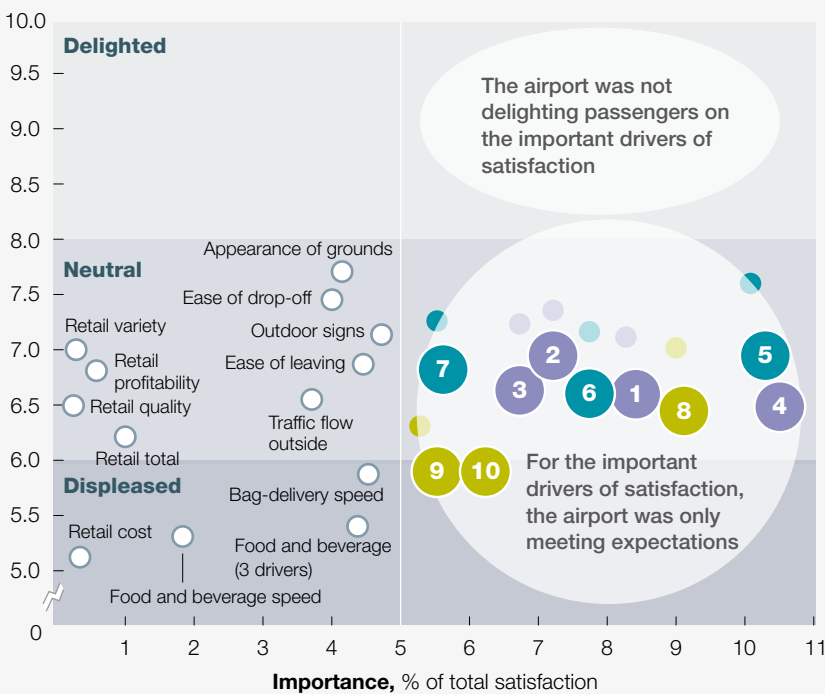 10.0
Delighted
9.5
9.0
8.5
8.0
7.5
7.0
6.5
6.0
5.5
5.0
0
The airport was not
delighting passengers on
the important drivers of
satisfaction
Neutral
Appearance of grounds
Ease of drop-off
Retail variety
Outdoor signs
Retail
profitability
Ease of leaving
Retail quality
Traffic flow
outside
Retail total
7
3
2
6
1
8
5
4
9
10
For the important
drivers of satisfaction,
the airport was only
meeting expectations
Displeased
Bag-delivery speed
Retail cost
Food and beverage
(3 drivers)
Food and beverage speed
1
2
3
4
5
6
7
8
9
10
11
Importance, % of total satisfaction